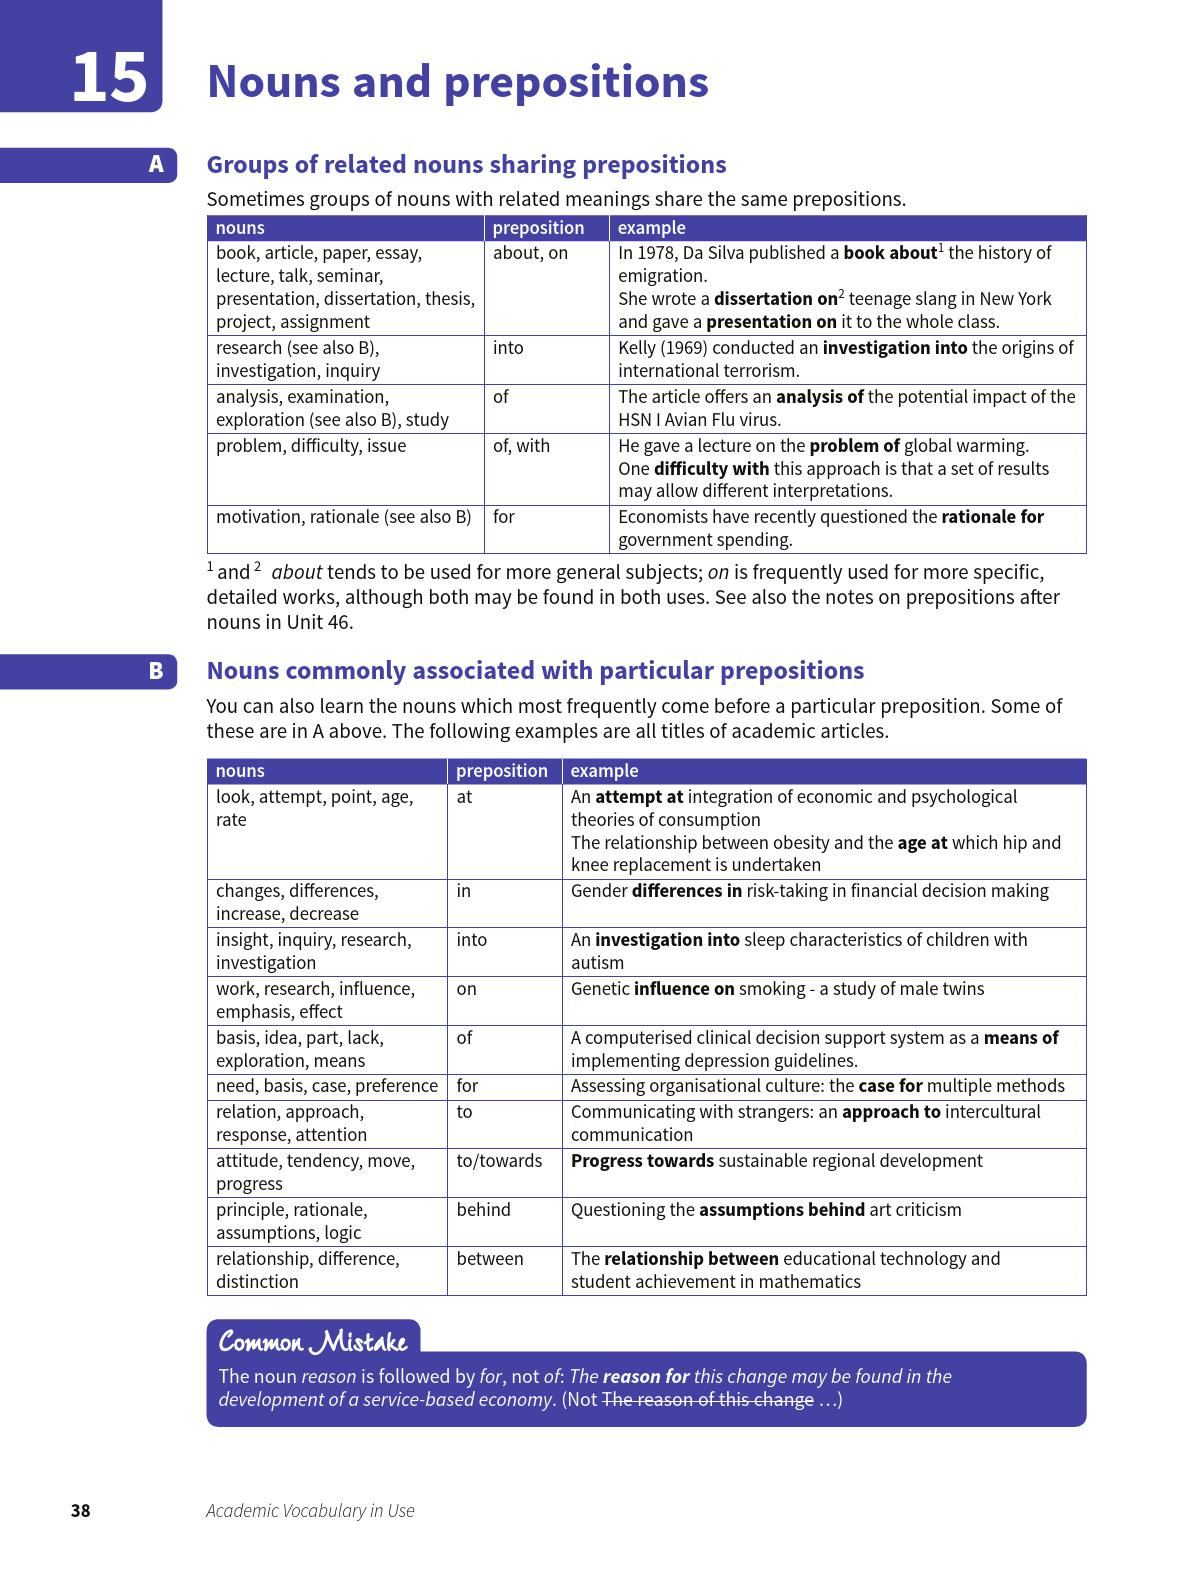 15
Nouns and prepositions
A
Groups of related nouns sharing prepositions
Sometimes groups of nouns with related meanings share the same prepositions.
nouns preposition example
book, article, paper, essay, about, on In 1978, Da Silva published a book about1 the history of
lecture, talk, seminar, emigration.
presentation, dissertation, thesis, She wrote a dissertation on2 teenage slang in New York
project, assignment and gave a presentation on it to the whole class.
research (see also B), into Kelly (1969) conducted an investigation into the origins of
investigation, inquiry international terrorism.
analysis, examination, of The article offers an analysis of the potential impact of the
exploration (see also B), study HSN I Avian Flu virus.
problem, difficulty, issue of, with He gave a lecture on the problem of global warming.
One difficulty with this approach is that a set of results
may allow different interpretations.
motivation, rationale (see also B) for Economists have recently questioned the rationale for
government spending.
1 and 2 about tends to be used for more general subjects; on is frequently used for more specific,
detailed works, although both may be found in both uses. See also the notes on prepositions after
nouns in Unit 46.
B
Nouns commonly associated with particular prepositions
You can also learn the nouns which most frequently come before a particular preposition. Some of
these are in A above. The following examples are all titles of academic articles.
nouns preposition example
look, attempt, point, age, at An attempt at integration of economic and psychological
rate theories of consumption
The relationship between obesity and the age at which hip and
knee replacement is undertaken
changes, differences, in Gender differences in risk-taking in financial decision making
increase, decrease
insight, inquiry, research, into An investigation into sleep characteristics of children with
investigation autism
work, research, influence, on Genetic influence on smoking - a study of male twins
emphasis, effect
basis, idea, part, lack, of A computerised clinical decision support system as a means of
exploration, means implementing depression guidelines.
need, basis, case, preference for Assessing organisational culture: the case for multiple methods
relation, approach, to Communicating with strangers: an approach to intercultural
response, attention communication
attitude, tendency, move, to/towards Progress towards sustainable regional development
progress
principle, rationale, behind Questioning the assumptions behind art criticism
assumptions, logic
relationship, difference, between The relationship between educational technology and
distinction student achievement in mathematics
Common Mistake
The noun reason is followed by for, not of: The reason for this change may be found in the
development of a service-based economy. (Not The reason of this change …)
38 Academic Vocabulary in Use